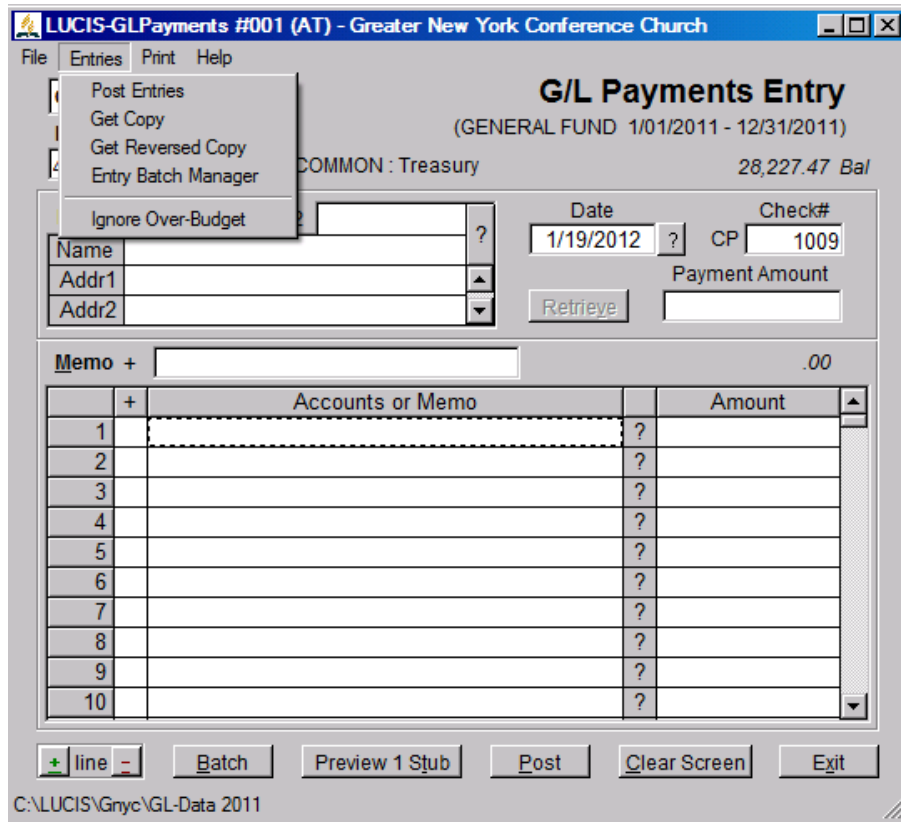 LUCIS-GLPayments #001 (AT) - Greater New York Conference Church
File Entries Print Help
Post Entries
Get Copy
Get Reversed Copy
Entry Batch Manager
Ignore Over-Budget
G/L Payments Entry
(GENERAL FUND 1/01/2011 - 12/31/2011)
COMMON : Treasury 28,227.47 Bal
Date Check#
? 1/19/2012 ? CP 1009
Name
Addr1 Payment Amount
Addr2 Retrieve
Memo + .00
+ Accounts or Memo Amount
1 ?
2 ?
3 ?
4 ?
5 ?
6 ?
7 ?
8 ?
9 ?
10 ?
+ line - Batch Preview 1 Stub Post Clear Screen Exit
C:\LUCIS\Gnyc\GL-Data 2011